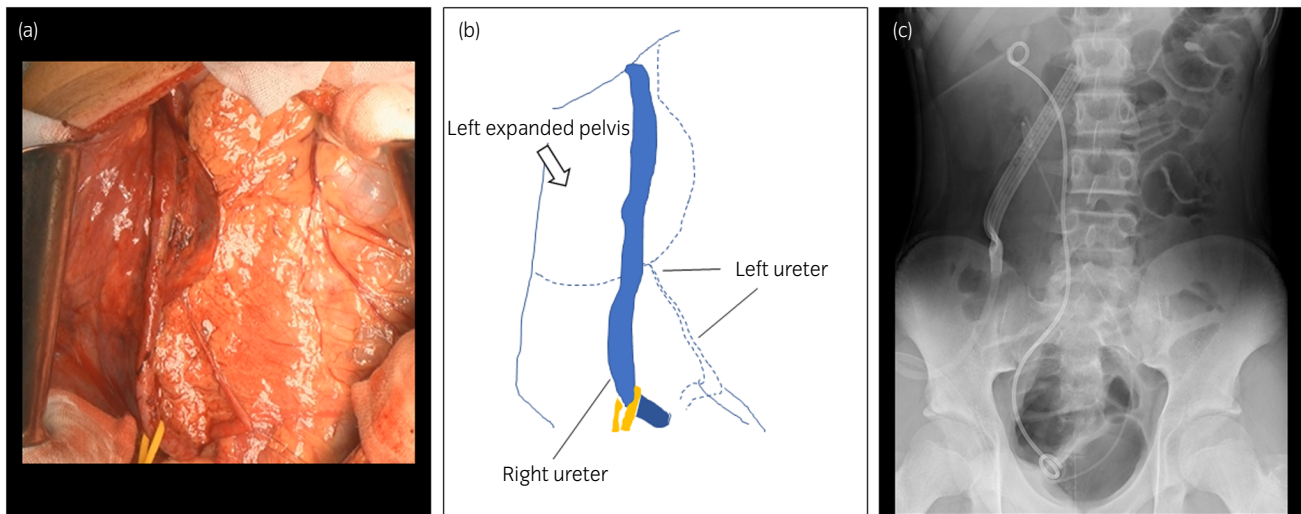 (a)
(b)
(c)
Left expanded pelvis
Left ureter
Right ureter